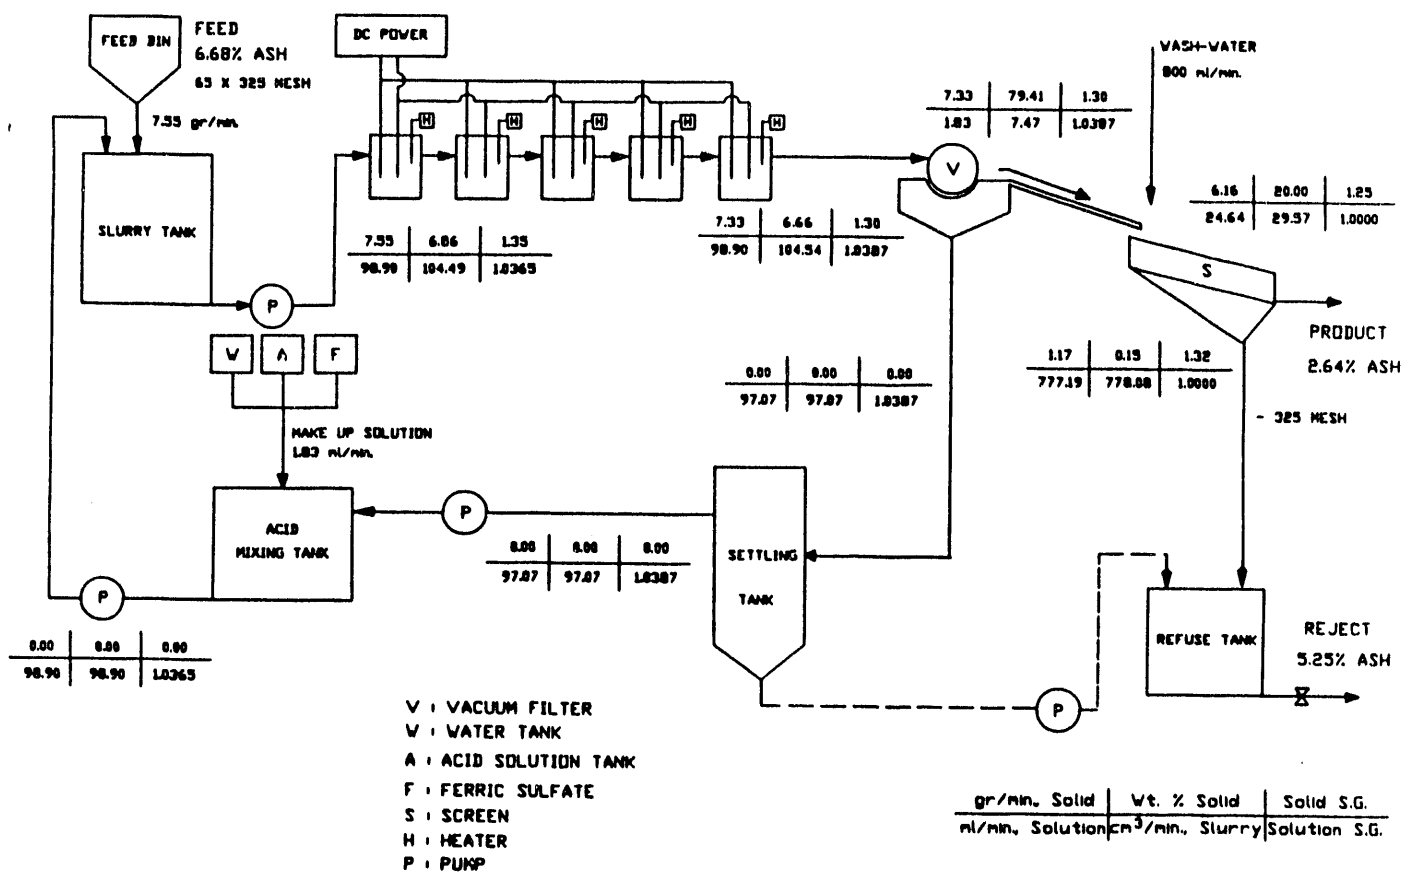 FEED BIN
FEED
6.68% ASH
65 X 325 MESH
7.55 gr/min.
DC POWER
H
H
H
H
H
SLURRY TANK
P
7.55 6.86 1.35
98.90 104.49 1.0365
7.33 6.66 1.30
98.90 104.54 1.0387
7.33 79.41 1.30
1.83 7.47 1.0387
V
WASH-WATER
800 ml/min.
6.16 20.00 1.25
24.64 29.57 1.0000
S
PRODUCT
2.64% ASH
1.17 0.15 1.32
777.19 778.08 1.0000
- 325 MESH
W A F
MAKE UP SOLUTION
1.83 ml/min.
0.00 0.00 0.00
97.07 97.07 1.0387
ACID
MIXING TANK
P
0.00 0.00 0.00
97.07 97.07 1.0387
SETTLING
TANK
P
0.00 0.00 0.00
98.90 98.90 1.0365
REFUSE TANK
REJECT
5.25% ASH
P
V : VACUUM FILTER
W : WATER TANK
A : ACID SOLUTION TANK
F : FERRIC SULFATE
S : SCREEN
H : HEATER
P : PUMP
gr/min., Solid Wt. % Solid Solid S.G.
ml/min., Solution cm³/min., Slurry Solution S.G.